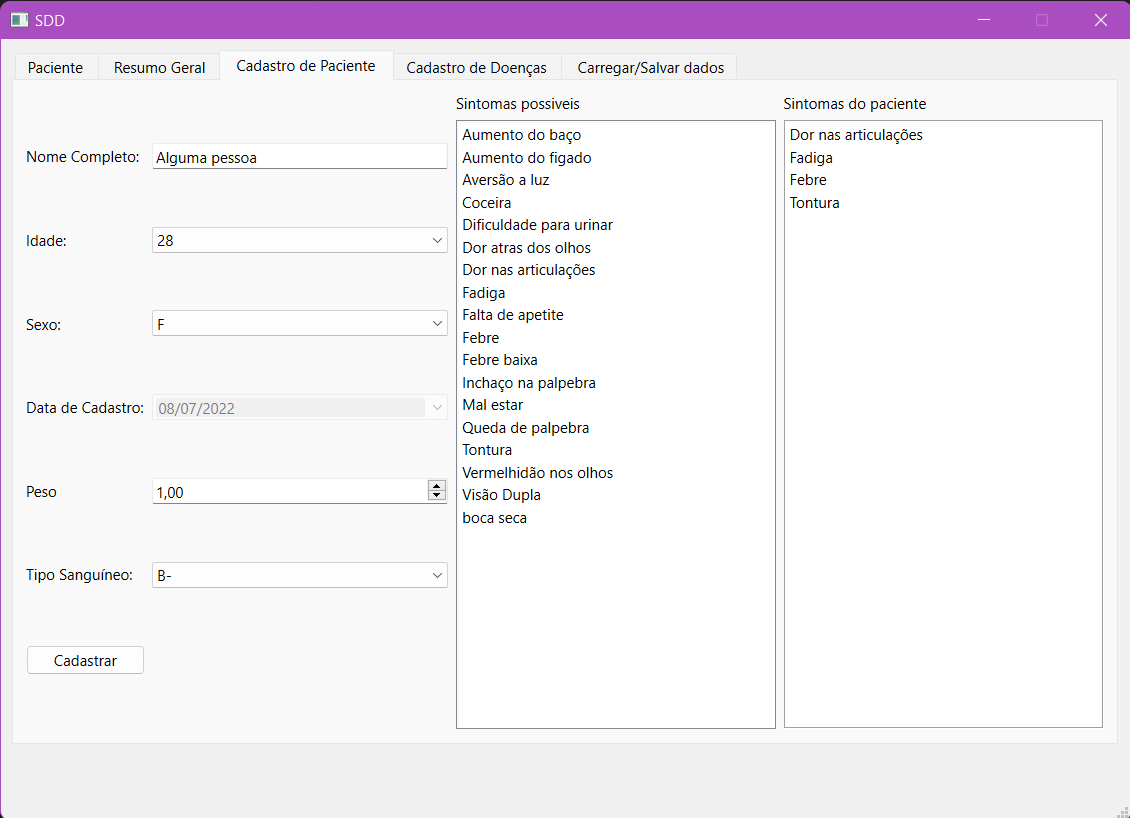 SDD
Paciente
Resumo Geral
Cadastro de Paciente
Cadastro de Doenças
Carregar/Salvar dados
Nome Completo:
Alguma pessoa
Idade:
28
Sexo:
F
Data de Cadastro:
08/07/2022
Peso
1,00
Tipo Sanguíneo:
B-
Cadastrar
Sintomas possiveis
Aumento do baço
Aumento do figado
Aversão a luz
Coceira
Dificuldade para urinar
Dor atras dos olhos
Dor nas articulações
Fadiga
Falta de apetite
Febre
Febre baixa
Inchaço na palpebra
Mal estar
Queda de palpebra
Tontura
Vermelhidão nos olhos
Visão Dupla
boca seca
Sintomas do paciente
Dor nas articulações
Fadiga
Febre
Tontura